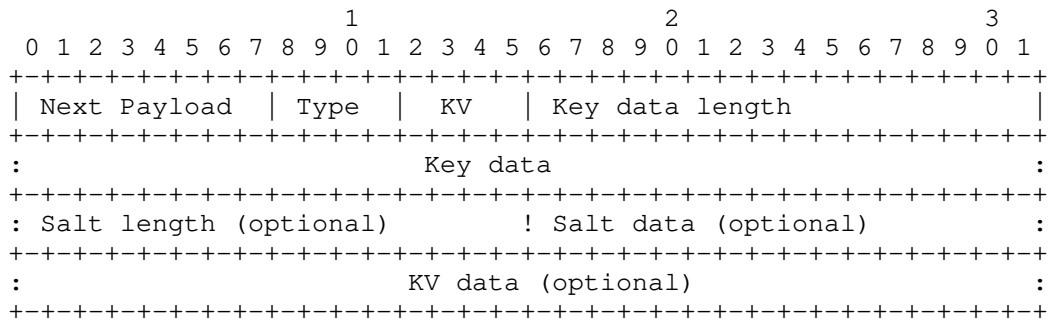 1                   2                   3
 0 1 2 3 4 5 6 7 8 9 0 1 2 3 4 5 6 7 8 9 0 1 2 3 4 5 6 7 8 9 0 1
+-+-+-+-+-+-+-+-+-+-+-+-+-+-+-+-+-+-+-+-+-+-+-+-+-+-+-+-+-+-+-+-+
| Next Payload  | Type  |  KV   | Key data length               |
+-+-+-+-+-+-+-+-+-+-+-+-+-+-+-+-+-+-+-+-+-+-+-+-+-+-+-+-+-+-+-+-+
:                         Key data                              :
+-+-+-+-+-+-+-+-+-+-+-+-+-+-+-+-+-+-+-+-+-+-+-+-+-+-+-+-+-+-+-+-+
: Salt length (optional)        ! Salt data (optional)          :
+-+-+-+-+-+-+-+-+-+-+-+-+-+-+-+-+-+-+-+-+-+-+-+-+-+-+-+-+-+-+-+-+
:                        KV data (optional)                     :
+-+-+-+-+-+-+-+-+-+-+-+-+-+-+-+-+-+-+-+-+-+-+-+-+-+-+-+-+-+-+-+-+